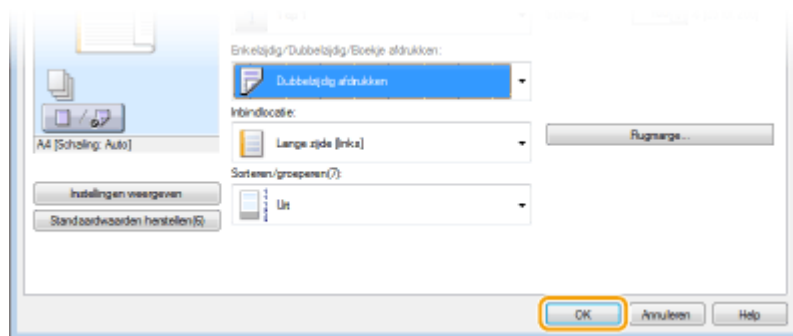 Enkelzijdig/Dubbelzijdig/Boekje afdrukken:
Dubbelzijdig afdrukken
Inbindlocatie:
A4 [Schaling: Auto]
Lange zijde [links]
Rugmarge...
Sorteren/groeperen(7):
Instellingen weergeven
Uit
Standaardwaarden herstellen(6)
OK
Annuleren
Help